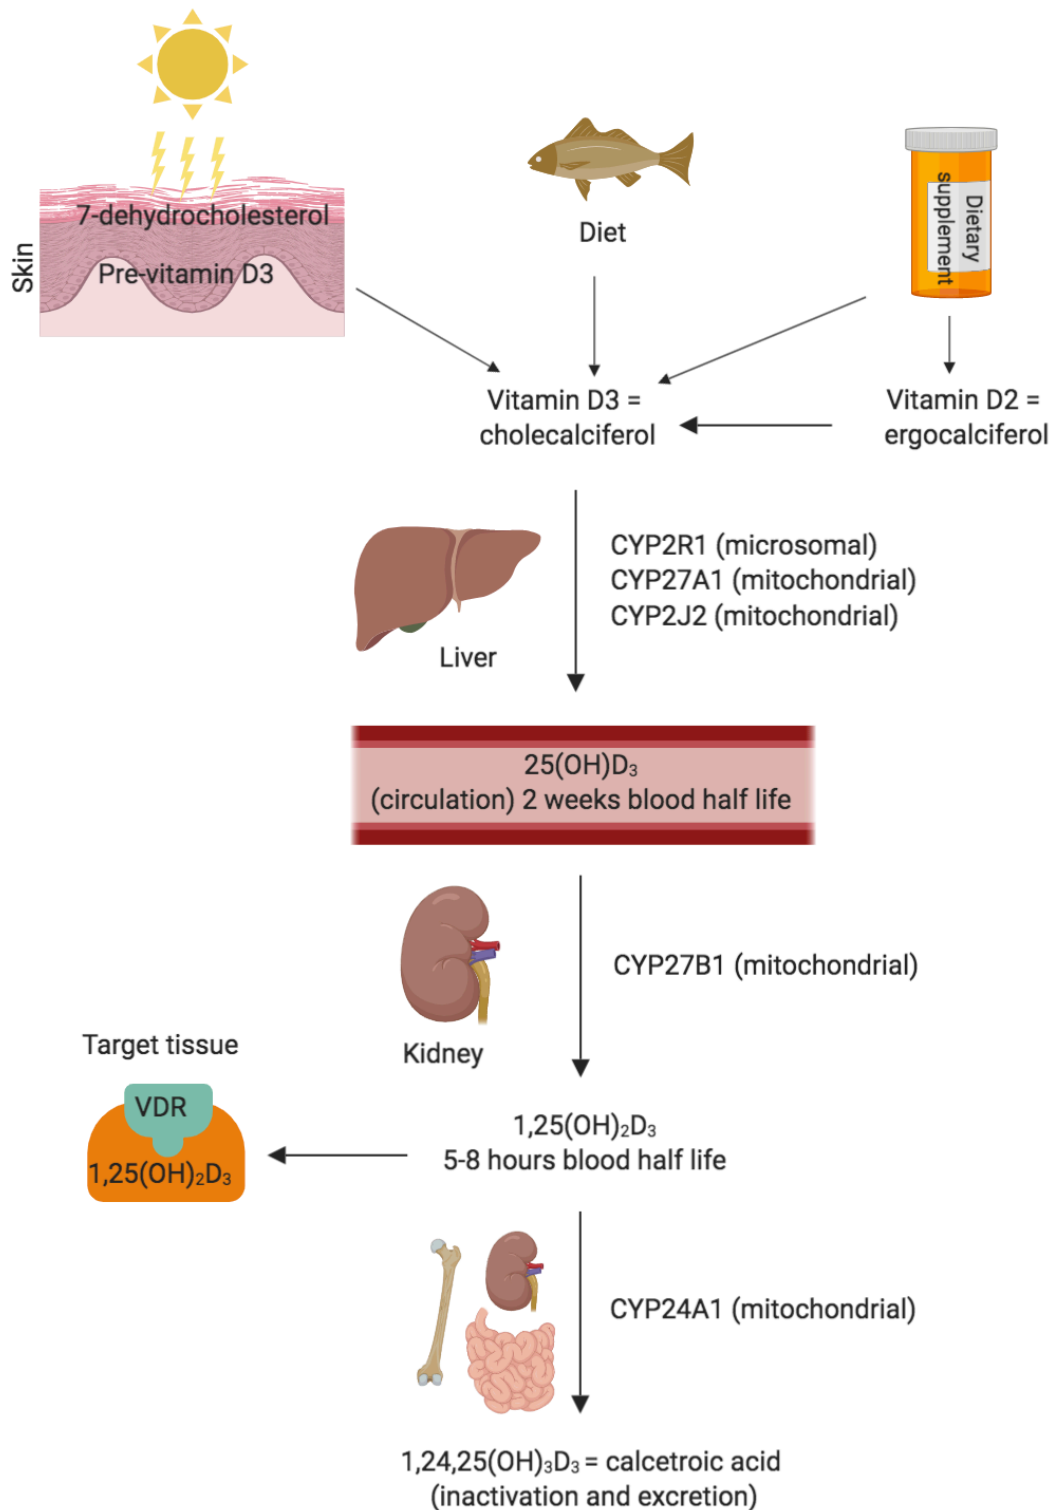 7-dehydrocholesterol
Pre-vitamin D3
Skin
Diet
Dietary
supplement
Vitamin D3 =
cholecalciferol
Vitamin D2 =
ergocalciferol
CYP2R1 (microsomal)
CYP27A1 (mitochondrial)
CYP2J2 (mitochondrial)
Liver
25(OH)D₃
(circulation) 2 weeks blood half life
CYP27B1 (mitochondrial)
Kidney
Target tissue
VDR
1,25(OH)₂D₃
1,25(OH)₂D₃
5-8 hours blood half life
CYP24A1 (mitochondrial)
1,24,25(OH)₃D₃ = calcetroic acid
(inactivation and excretion)